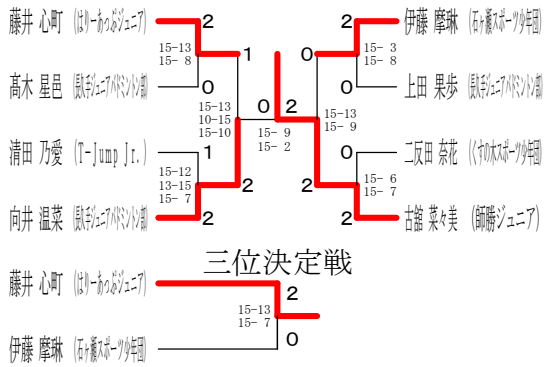 藤井 心町 (はりーあっぷジュニア) 2
15-13
15- 8
1
髙木 星邑 (長久手ジュニアバドミントン部) 0
15-13
10-15
15-10
清田 乃愛 (T-Jump Jr.) 1
15-12
13-15
15- 7
2
向井 温菜 (長久手ジュニアバドミントン部) 2
0 2
15- 9
15- 2
2 伊藤 摩琳 (石ヶ瀬スポーツ少年団)
15- 3
15- 8
0
0 上田 果歩 (長久手ジュニアバドミントン部)
15-13
15- 9
0 二反田 奈花 (くすの木スポーツ少年団)
15- 6
15- 7
2
2 古舘 菜々美 (師勝ジュニア)
三位決定戦
藤井 心町 (はりーあっぷジュニア)
2
15-13
15- 7
0
伊藤 摩琳 (石ヶ瀬スポーツ少年団)